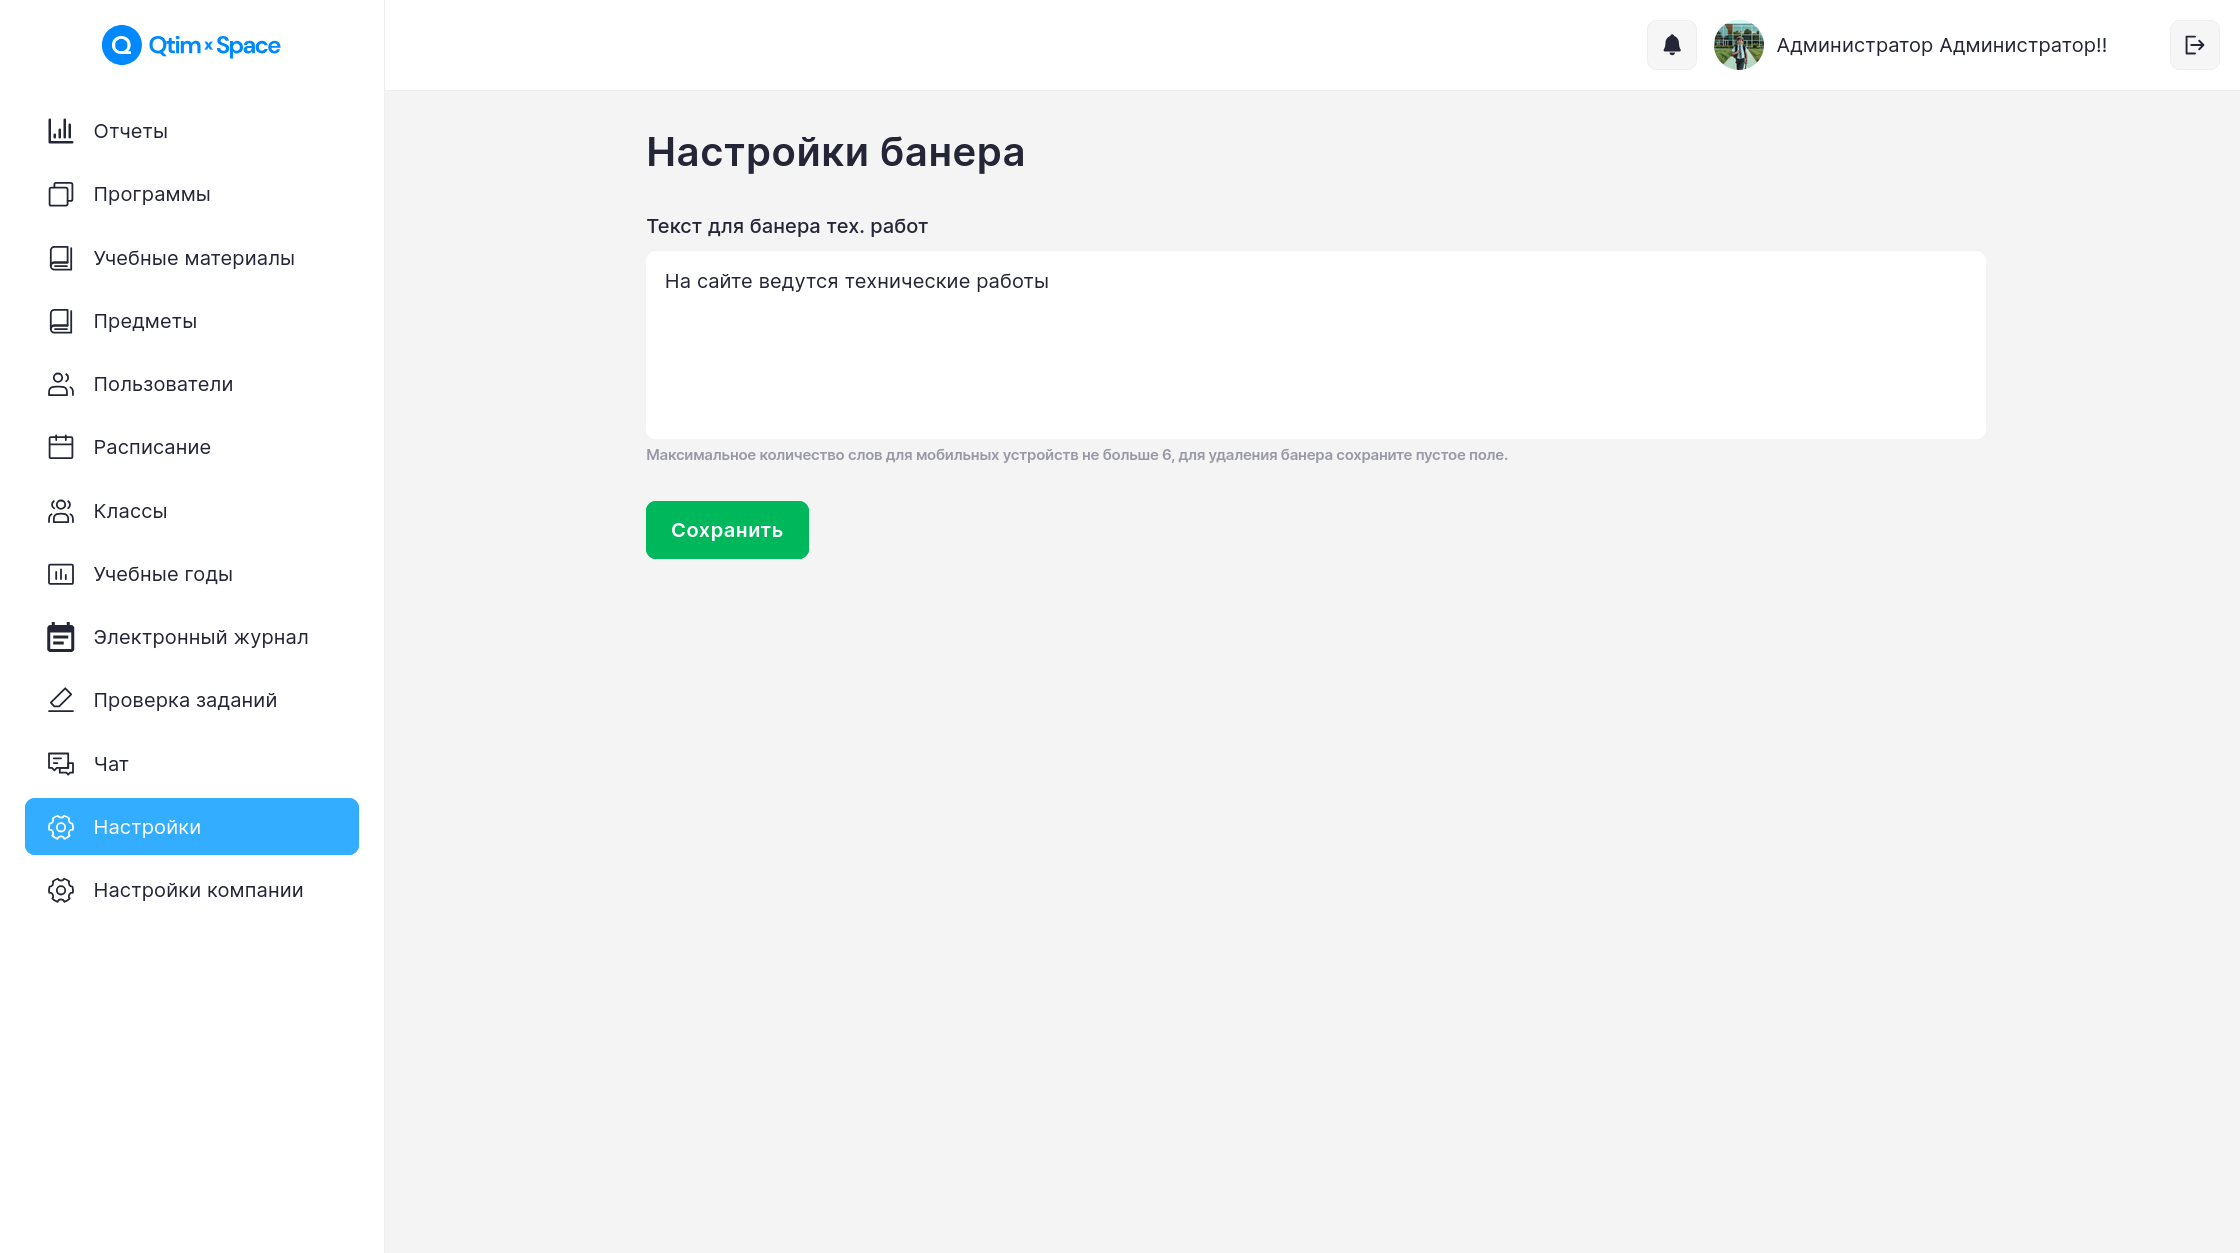 Qtim x Space
Администратор Администратор!!
Отчеты
Программы
Учебные материалы
Предметы
Пользователи
Расписание
Классы
Учебные годы
Электронный журнал
Проверка заданий
Чат
Настройки
Настройки компании
Настройки банера
Текст для банера тех. работ
На сайте ведутся технические работы
Максимальное количество слов для мобильных устройств не больше 6, для удаления банера сохраните пустое поле.
Сохранить